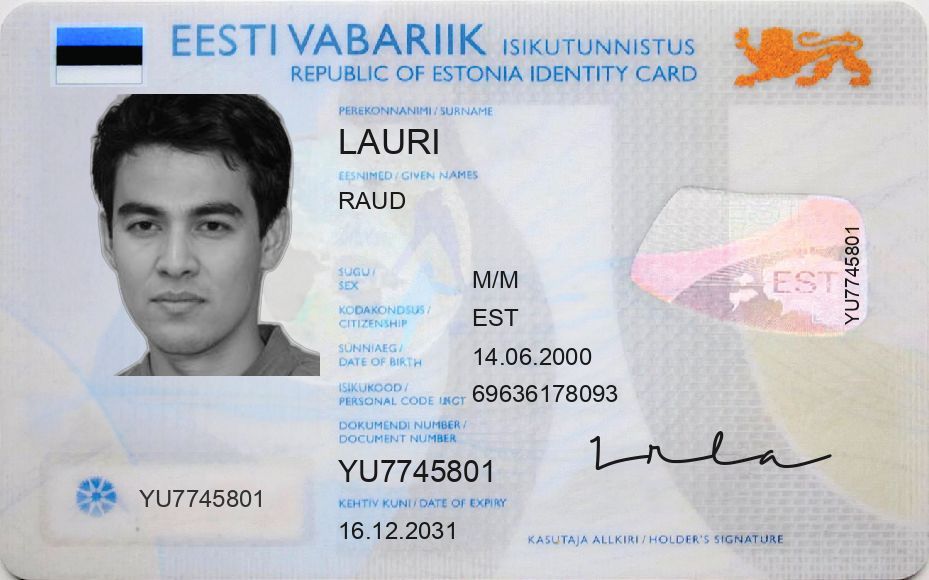 EESTI VABARIIK ISIKUTUNNISTUS
REPUBLIC OF ESTONIA IDENTITY CARD
PEREKONNANIMI / SURNAME
LAURI
EESNIMED / GIVEN NAMES
RAUD
SUGU /
SEX
M/M
KODAKONDSUS /
CITIZENSHIP
EST
SÜNNIAEG /
DATE OF BIRTH
14.06.2000
ISIKUKOOD /
PERSONAL CODE
69636178093
DOKUMENDI NUMBER /
DOCUMENT NUMBER
YU7745801
KEHTIV KUNI / DATE OF EXPIRY
16.12.2031
YU7745801
EST
YU7745801
KASUTAJA ALLKIRI / HOLDER'S SIGNATURE